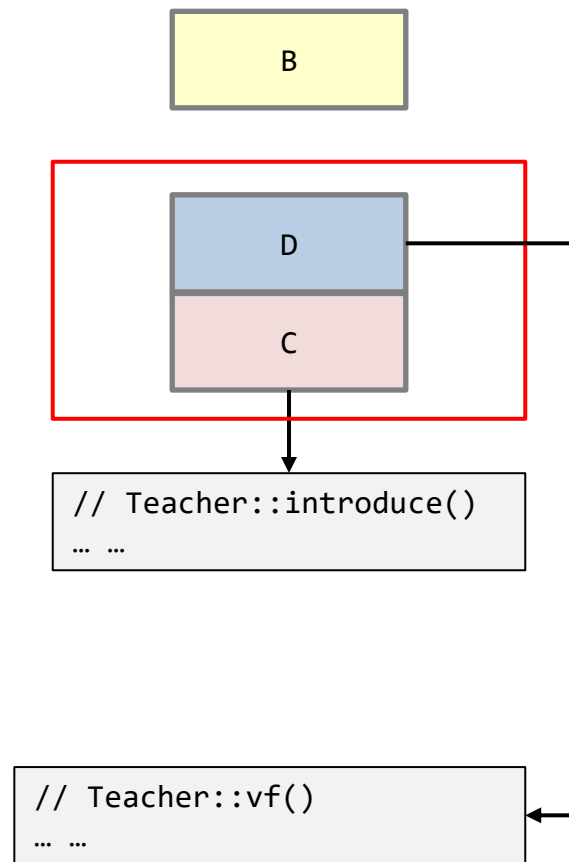 B
D
C
// Teacher::introduce()
… …
// Teacher::vf()
… …